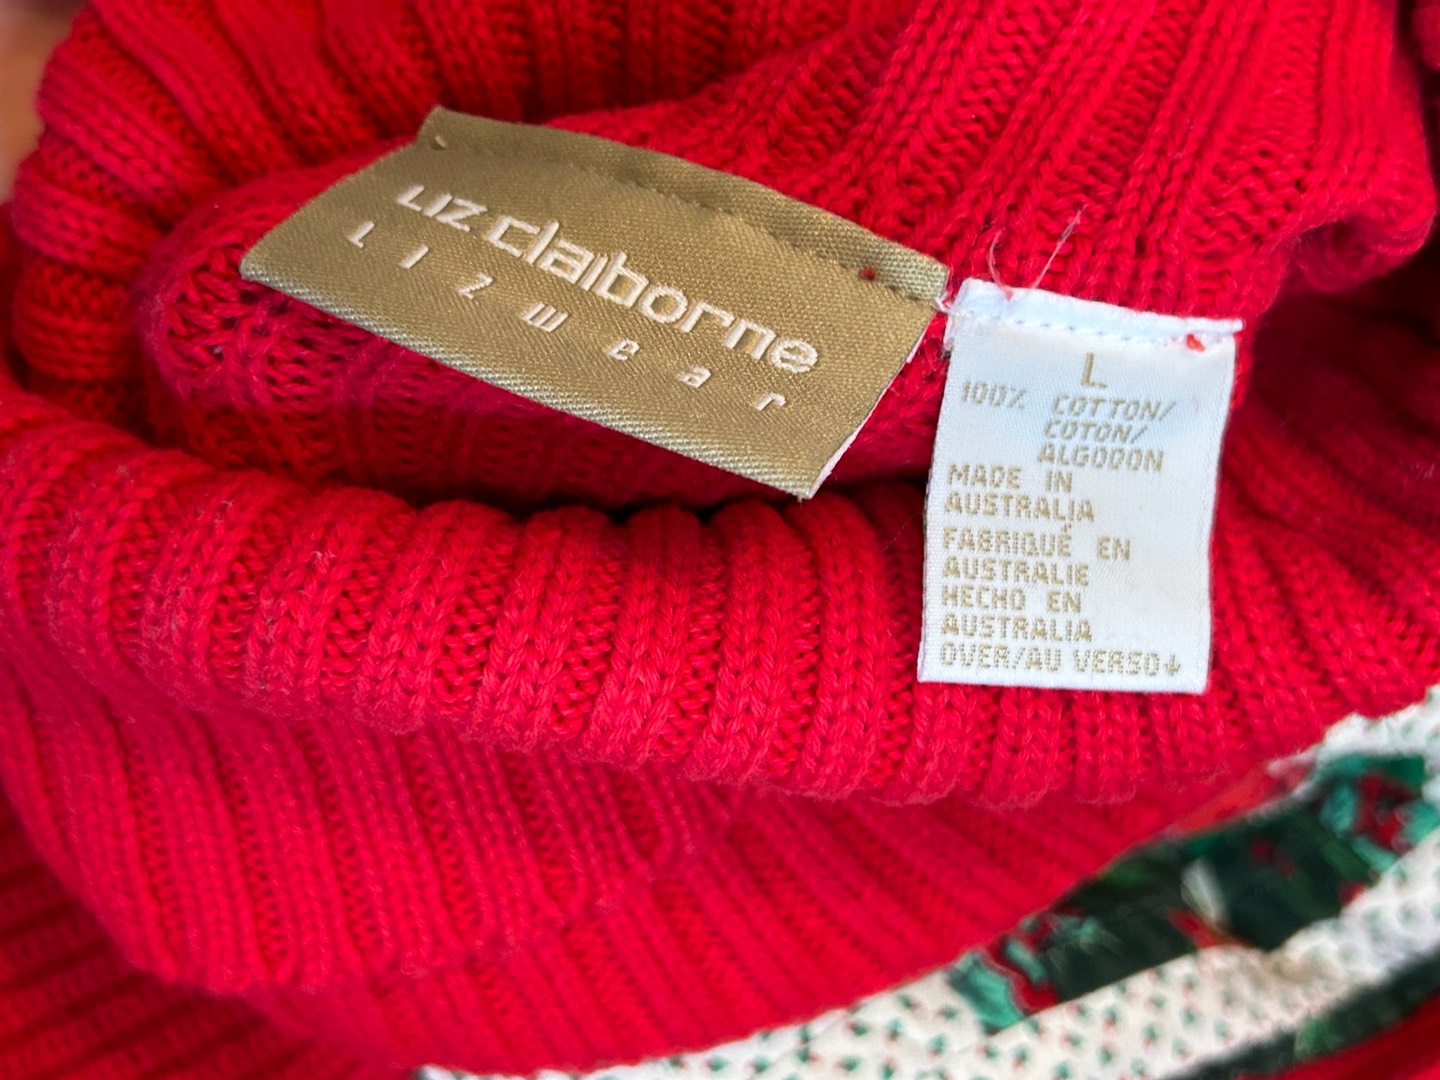 Liz claiborne
LIZwear
L
100% COTTON/
COTON/
ALGODON
MADE IN
AUSTRALIA
FABRIQUÉ EN
AUSTRALIE
HECHO EN
AUSTRALIA
OVER/AU VERSO↓